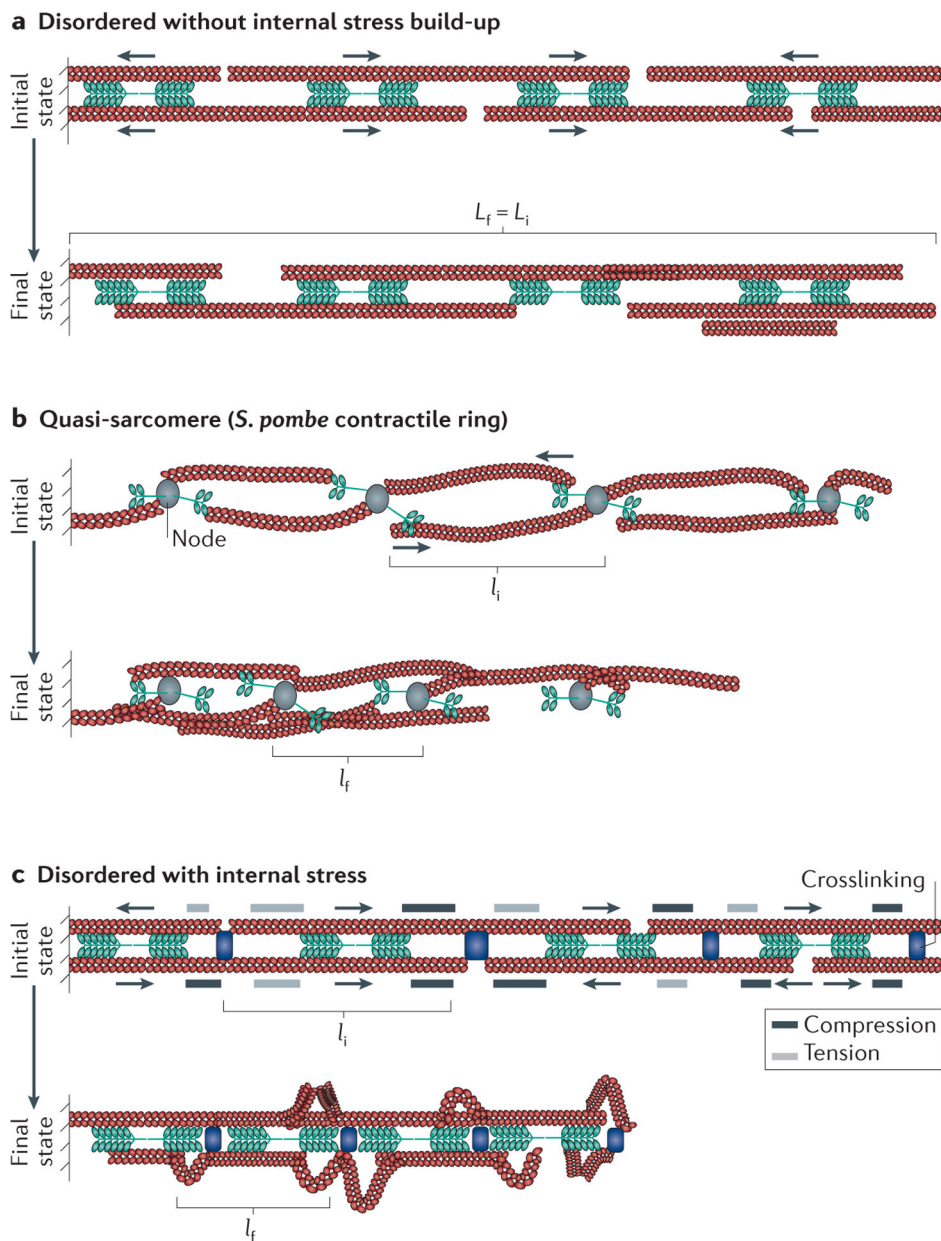 a Disordered without internal stress build-up
Initial
state
L_f = L_i
Final
state
b Quasi-sarcomere (S. pombe contractile ring)
Initial
state
Node
l_i
Final
state
l_f
c Disordered with internal stress
Crosslinking
Initial
state
l_i
Compression
Tension
Final
state
l_f